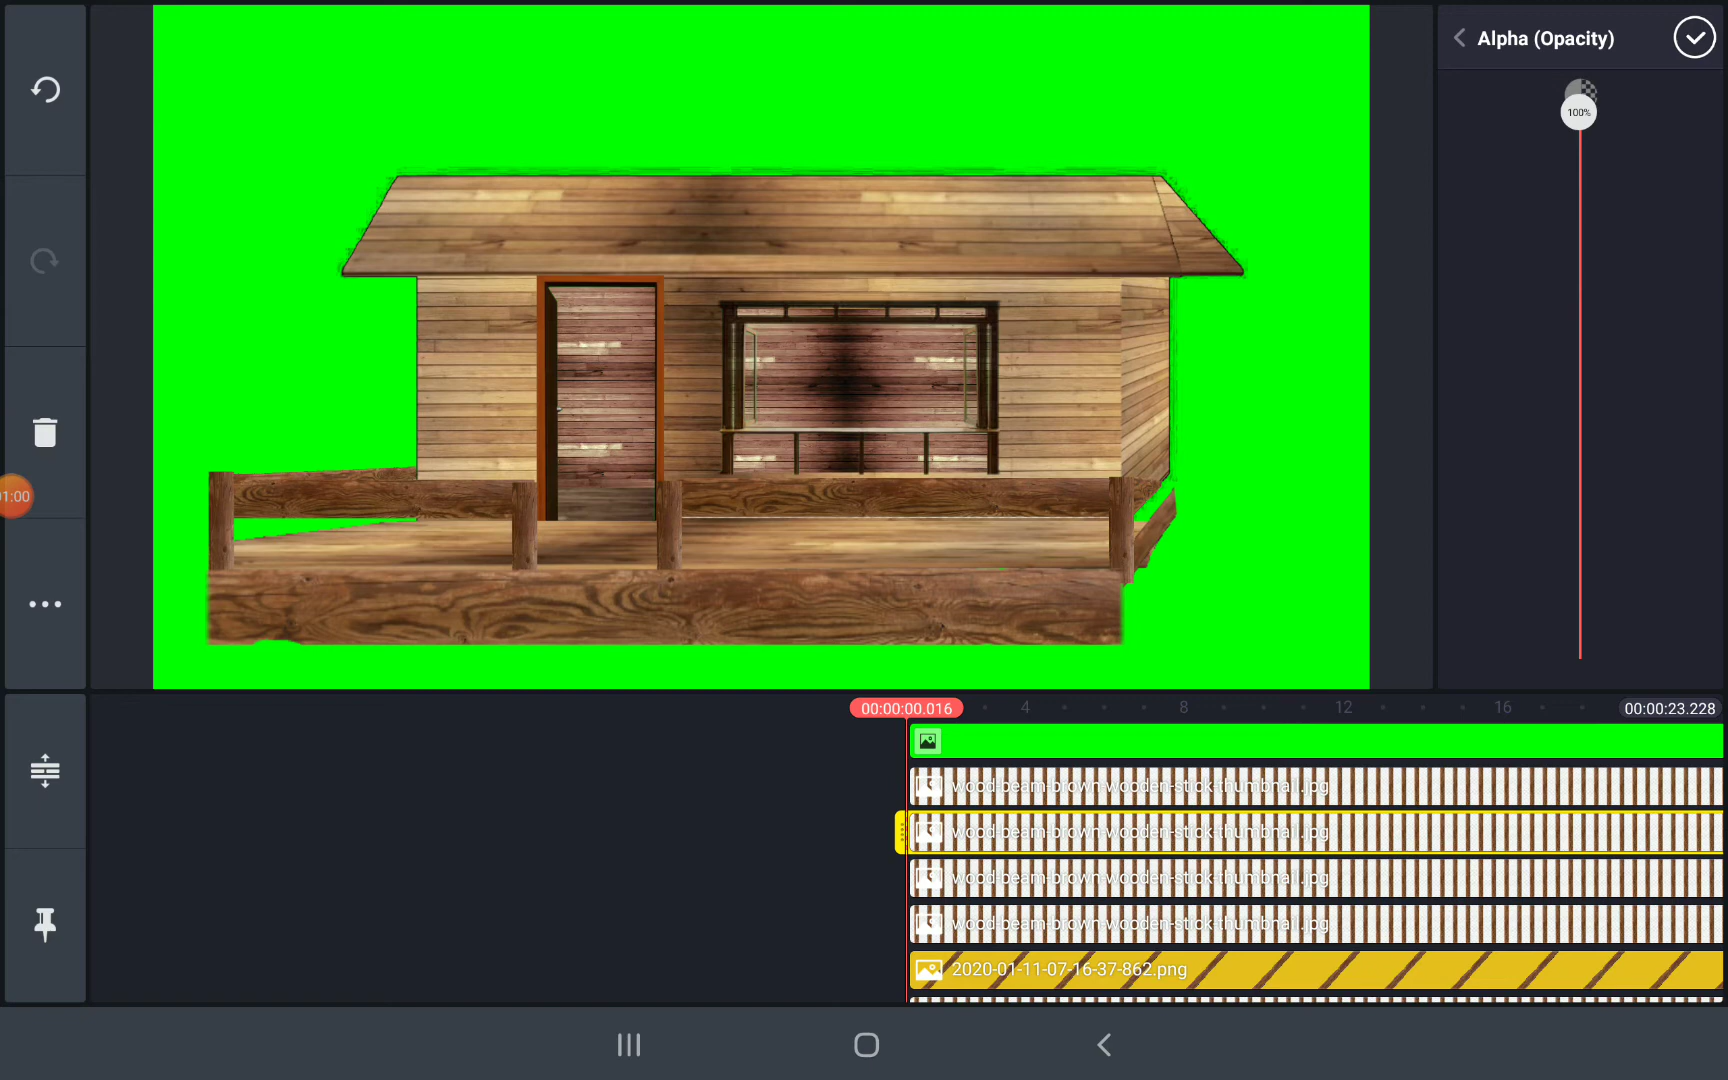 Alpha (Opacity)
100%
01:00
00:00:00.016
4
8
12
16
00:00:23.228
wood-beam-brown-wooden-stick-thumbnail.jpg
wood-beam-brown-wooden-stick-thumbnail.jpg
wood-beam-brown-wooden-stick-thumbnail.jpg
wood-beam-brown-wooden-stick-thumbnail.jpg
2020-01-11-07-16-37-862.png